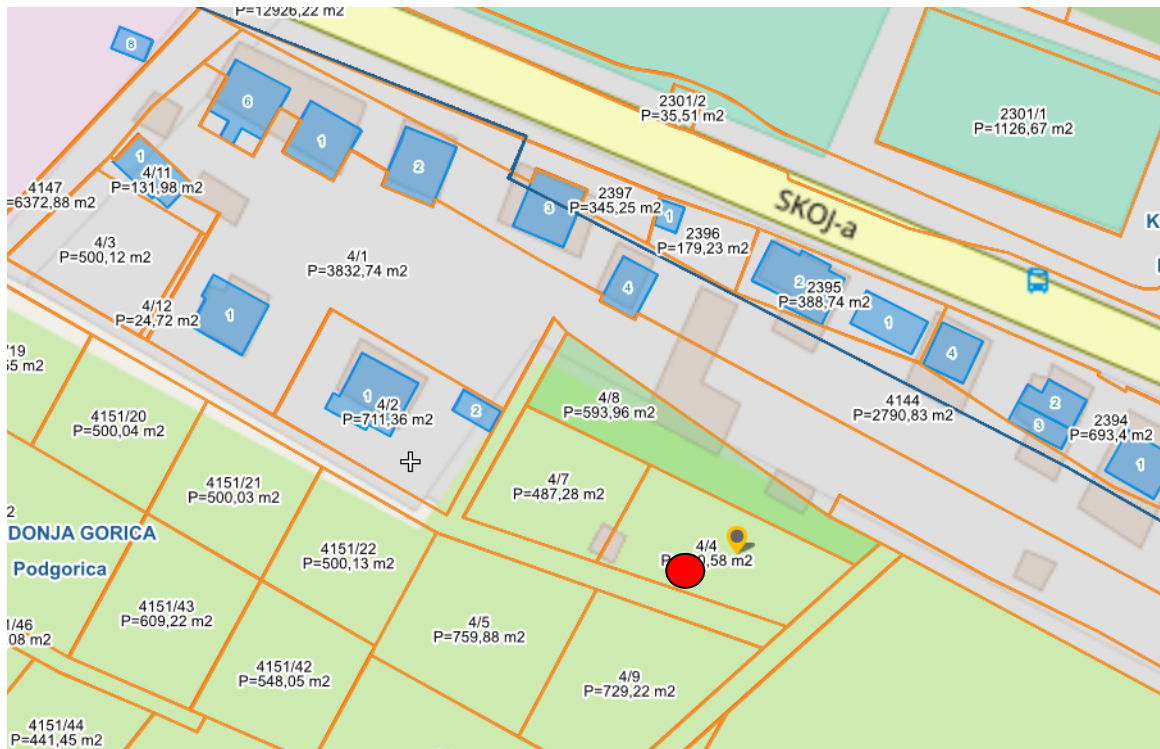 P=12926,22 m2
8
6
1
2
2301/2
P=35,51 m2
2301/1
P=1126,67 m2
1
4/11
P=131,98 m2
4147
=6372,88 m2
3
2397
P=345,25 m2
1
2396
P=179,23 m2
SKOJ-a
K
4/3
P=500,12 m2
4/1
P=3832,74 m2
4
2
2395
P=388,74 m2
1
4/12
P=24,72 m2
1
4
/19
55 m2
1
4/2
P=711,36 m2
2
4/8
P=593,96 m2
4144
P=2790,83 m2
2
3
2394
P=693,4 m2
1
4151/20
P=500,04 m2
4151/21
P=500,03 m2
4/7
P=487,28 m2
2
DONJA GORICA
Podgorica
4151/22
P=500,13 m2
4/4
,58 m2
4151/43
P=609,22 m2
1/46
08 m2
4/5
P=759,88 m2
4151/42
P=548,05 m2
4/9
P=729,22 m2
4151/44
P=441,45 m2